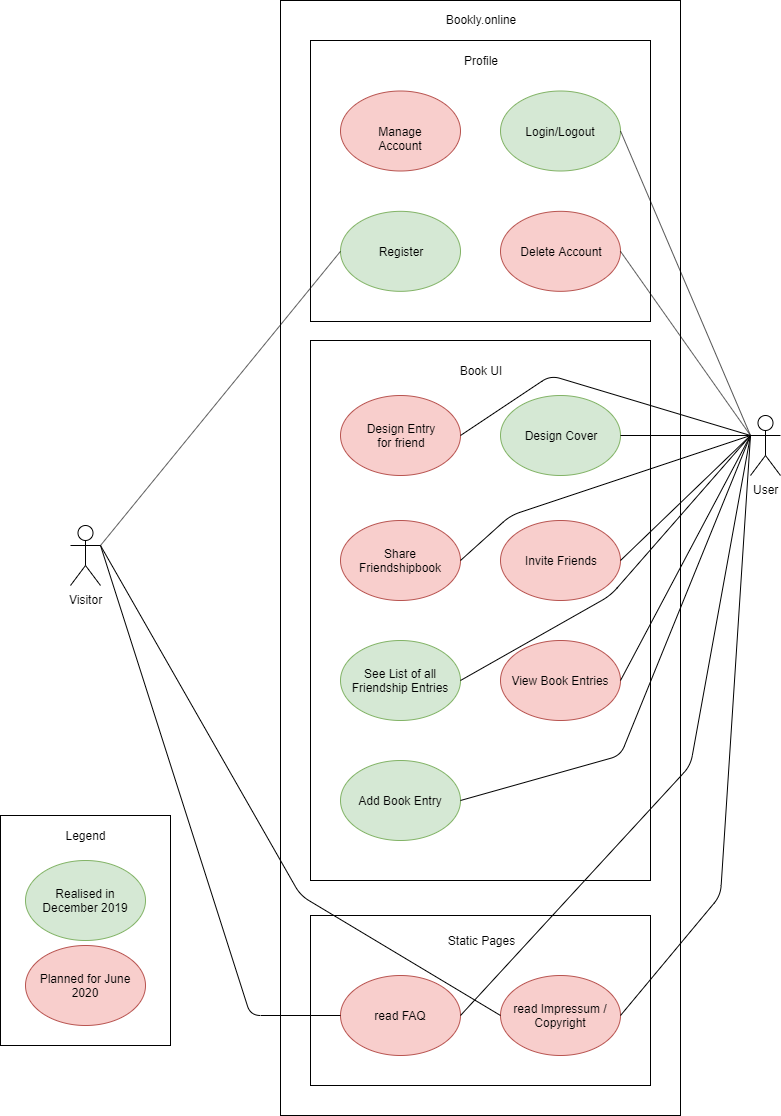 Bookly.online
Profile
Manage
Account
Login/Logout
Register
Delete Account
Book UI
Design Entry
for friend
Design Cover
User
Share
Friendshipbook
Invite Friends
Visitor
See List of all
Friendship Entries
View Book Entries
Add Book Entry
Legend
Realised in
December 2019
Planned for June
2020
Static Pages
read FAQ
read Impressum /
Copyright